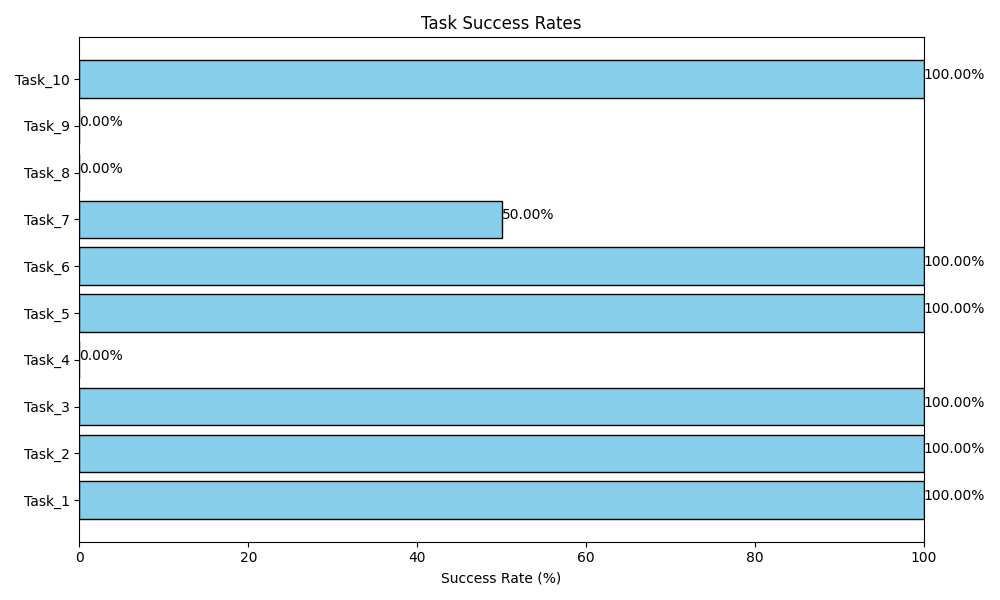 Task Success Rates
Task_10 100.00%
Task_9 0.00%
Task_8 0.00%
Task_7 50.00%
Task_6 100.00%
Task_5 100.00%
Task_4 0.00%
Task_3 100.00%
Task_2 100.00%
Task_1 100.00%
0 20 40 60 80 100
Success Rate (%)